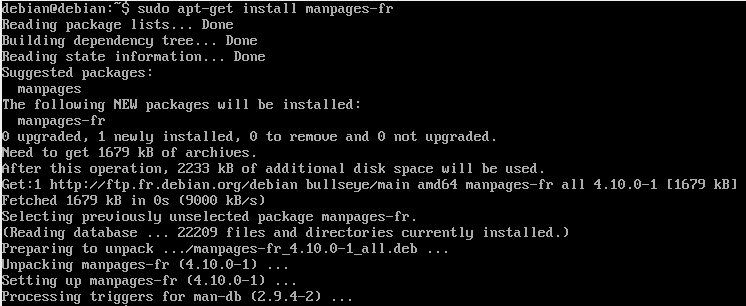 debian@debian:~$ sudo apt-get install manpages-fr
Reading package lists... Done
Building dependency tree... Done
Reading state information... Done
Suggested packages:
  manpages
The following NEW packages will be installed:
  manpages-fr
0 upgraded, 1 newly installed, 0 to remove and 0 not upgraded.
Need to get 1679 kB of archives.
After this operation, 2233 kB of additional disk space will be used.
Get:1 http://ftp.fr.debian.org/debian bullseye/main amd64 manpages-fr all 4.10.0-1 [1679 kB]
Fetched 1679 kB in 0s (9000 kB/s)
Selecting previously unselected package manpages-fr.
(Reading database ... 22209 files and directories currently installed.)
Preparing to unpack .../manpages-fr_4.10.0-1_all.deb ...
Unpacking manpages-fr (4.10.0-1) ...
Setting up manpages-fr (4.10.0-1) ...
Processing triggers for man-db (2.9.4-2) ...